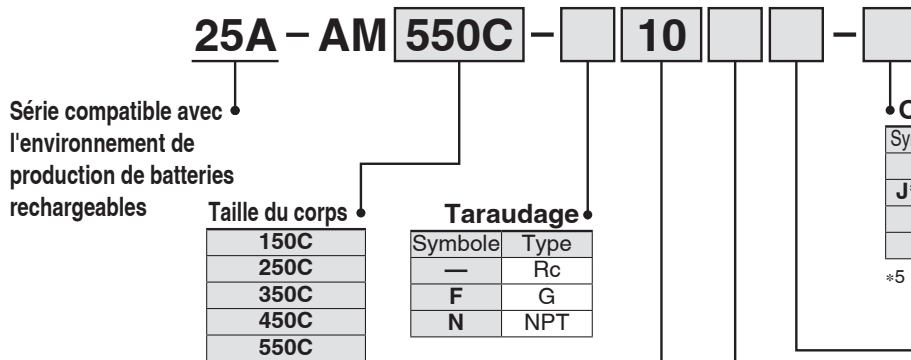 25A – AM 550C – 10 –
Série compatible avec
l'environnement de
production de batteries
rechargeables
Taille du corps
150C
250C
350C
450C
550C
Taraudage
Symbole Type
— Rc
F G
N NPT
J
*5